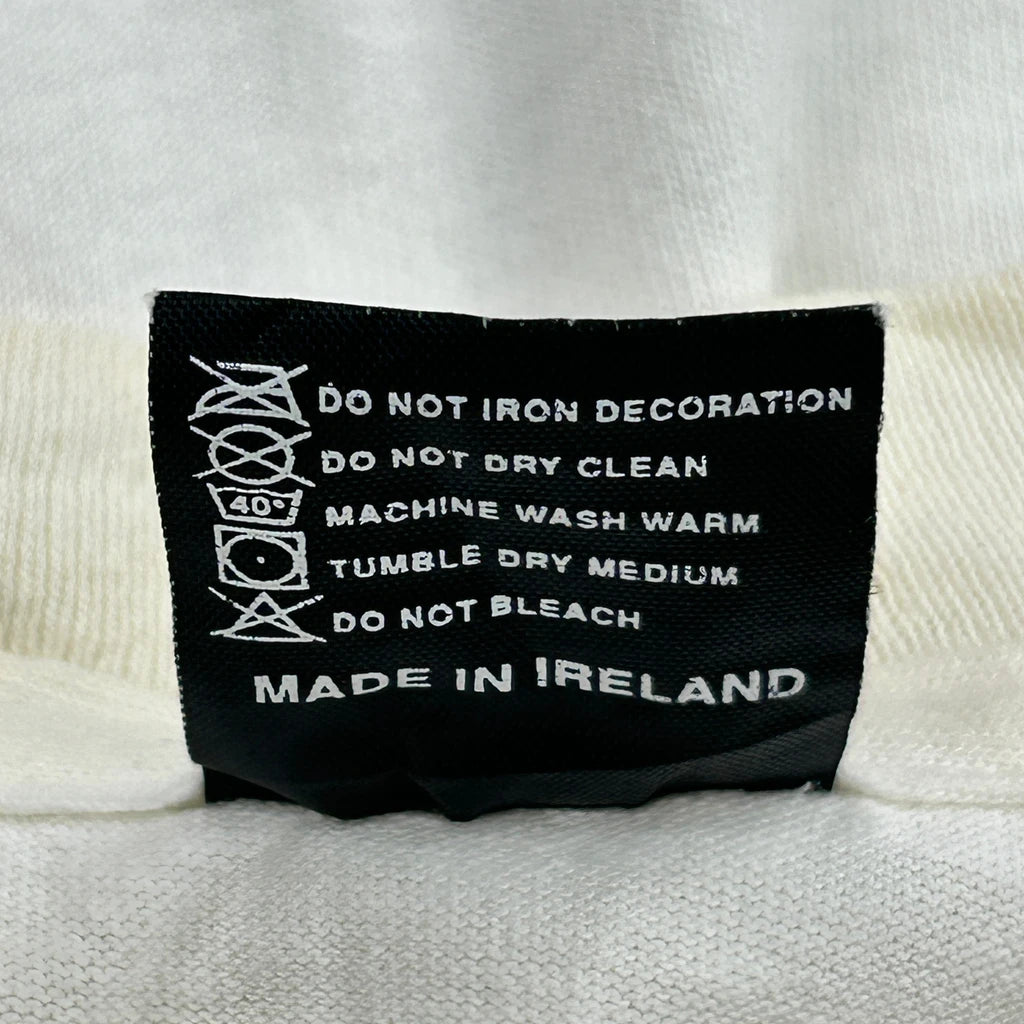 DO NOT IRON DECORATION
DO NOT DRY CLEAN
40° MACHINE WASH WARM
TUMBLE DRY MEDIUM
DO NOT BLEACH
MADE IN IRELAND